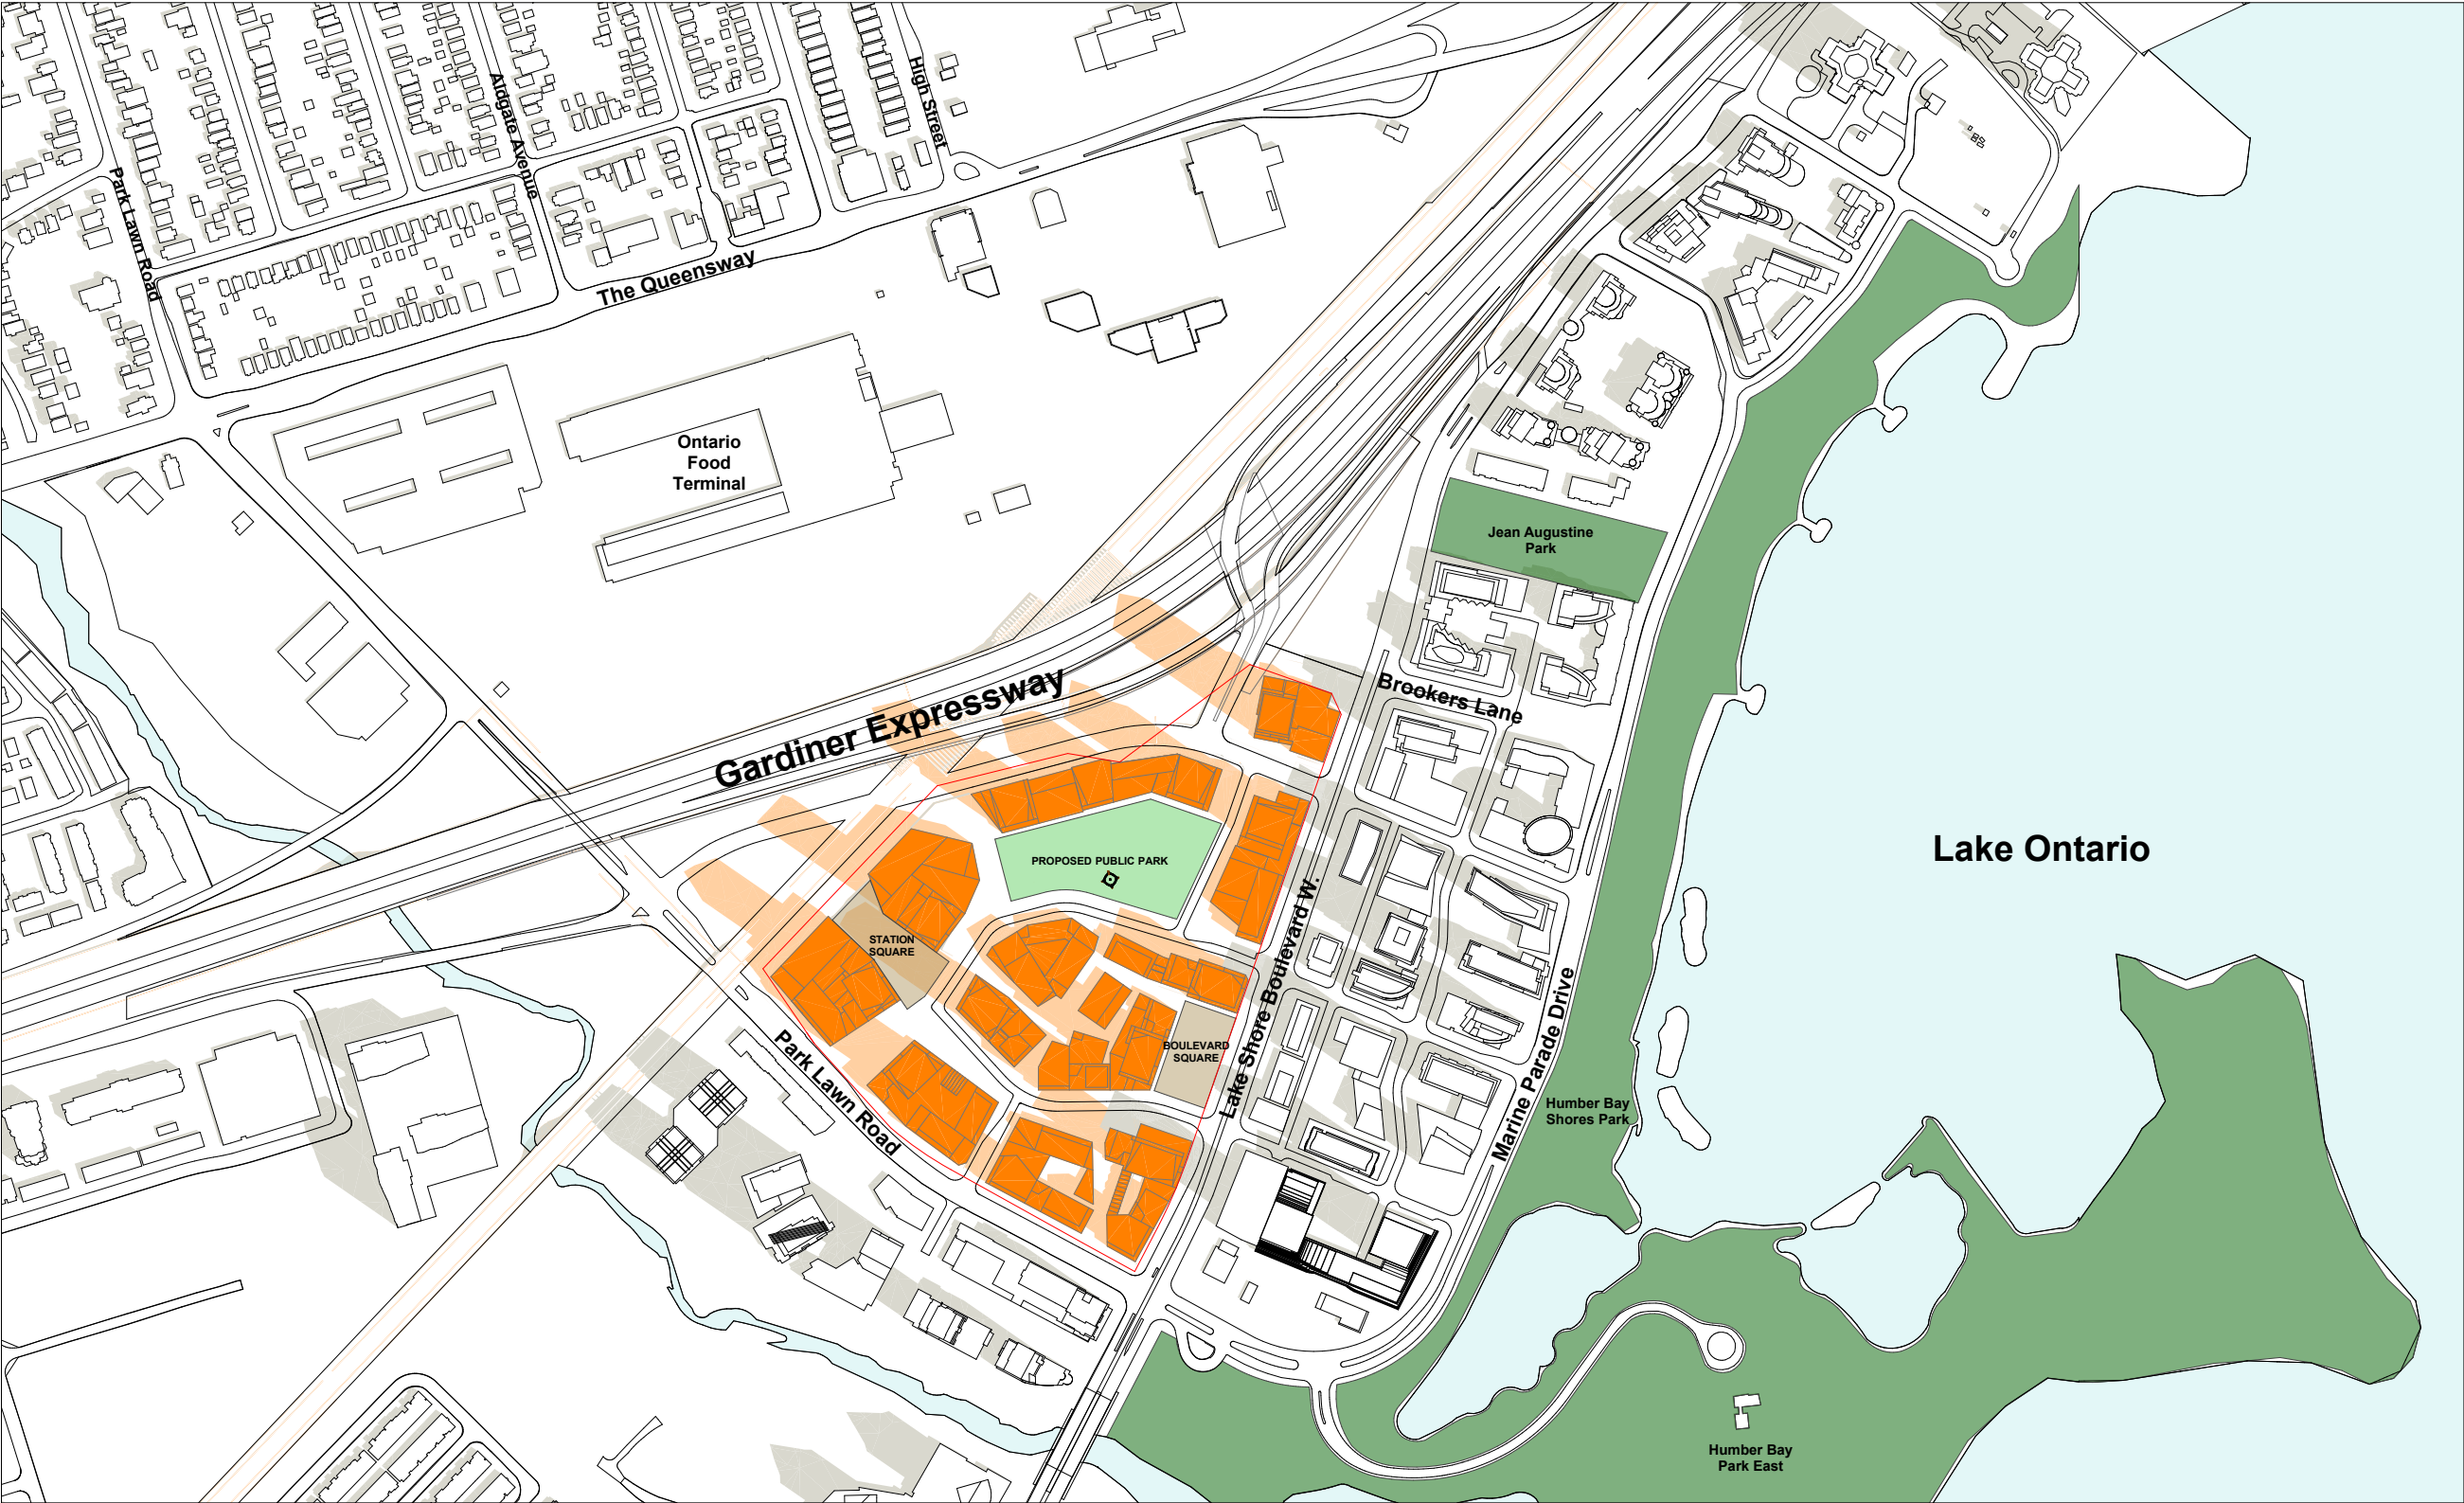 High Street
Aldgate Avenue
Park Lawn Road
The Queensway
Ontario
Food
Terminal
Jean Augustine
Park
Gardiner Expressway
Brookers Lane
PROPOSED PUBLIC PARK
Lake Ontario
STATION
SQUARE
Lake Shore Boulevard W.
BOULEVARD
SQUARE
Park Lawn Road
Marine Parade Drive
Humber Bay
Shores Park
Humber Bay
Park East